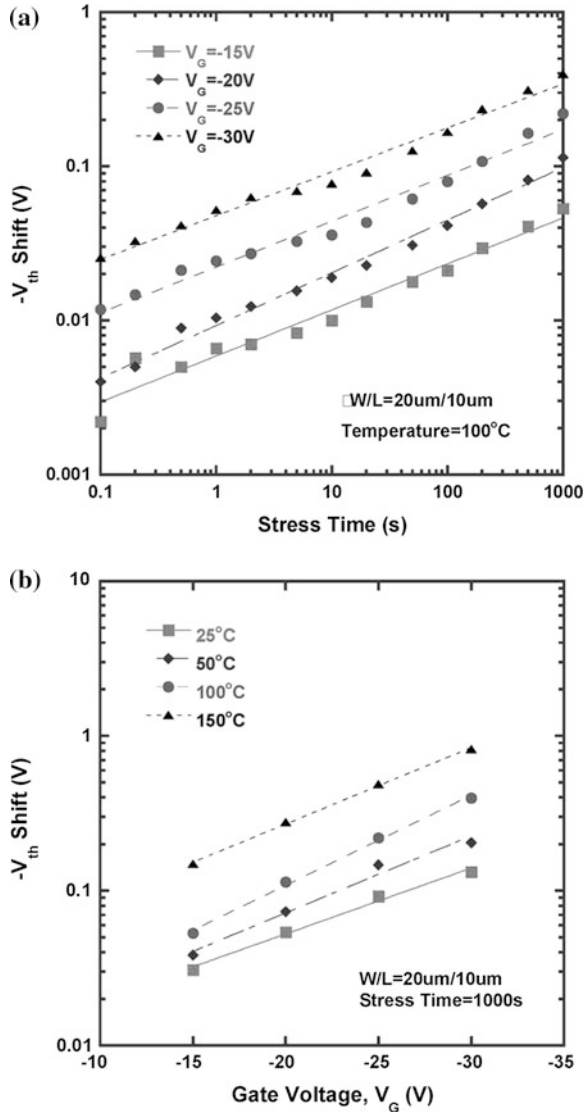 (a)
-1
0.1
0.01
0.001
-V_th Shift (V)
V_G=-15V
V_G=-20V
V_G=-25V
V_G=-30V
□W/L=20um/10um
Temperature=100°C
0.1 1 10 100 1000
Stress Time (s)
(b)
10
1
0.1
0.01
-V_th Shift (V)
25°C
50°C
100°C
150°C
W/L=20um/10um
Stress Time=1000s
-10 -15 -20 -25 -30 -35
Gate Voltage, V_G (V)